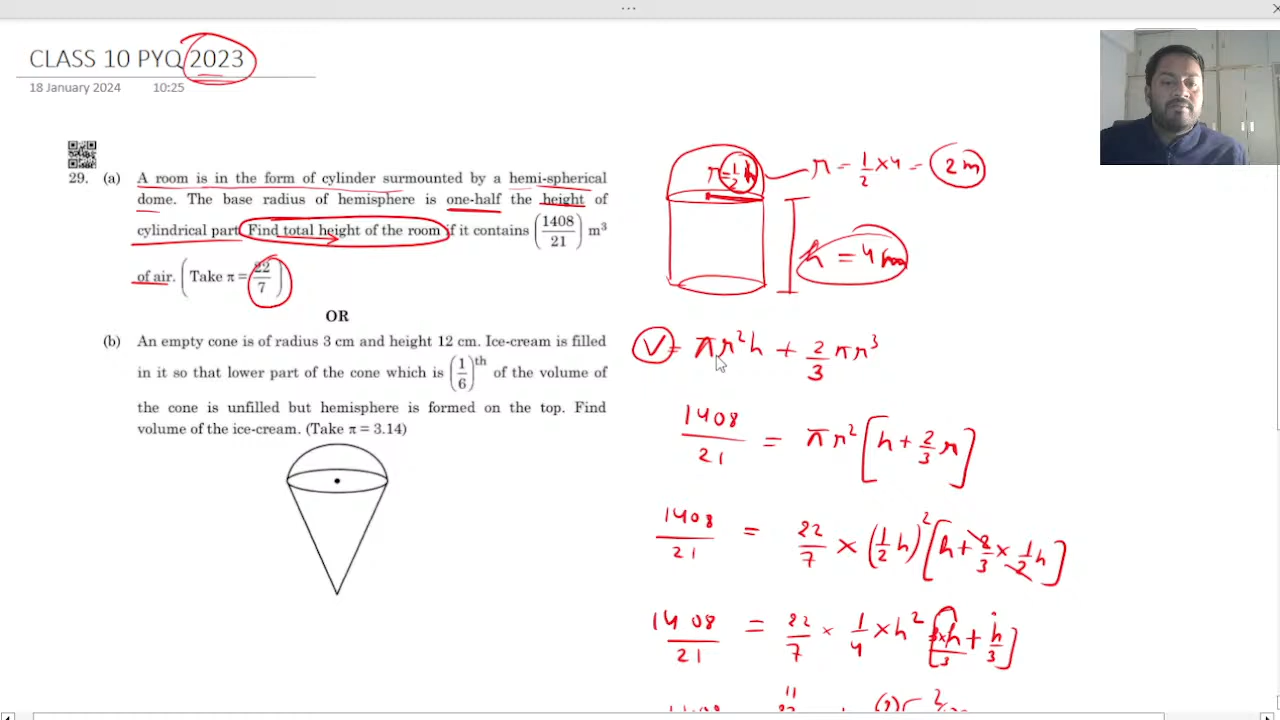 CLASS 10 PYQ 2023
18 January 2024 10:25
29. (a) A room is in the form of cylinder surmounted by a hemi-spherical
dome. The base radius of hemisphere is one-half the height of
cylindrical part. Find total height of the room if it contains (1408/21) m³
of air. (Take π = 22/7)
OR
(b) An empty cone is of radius 3 cm and height 12 cm. Ice-cream is filled
in it so that lower part of the cone which is (1/6)th of the volume of
the cone is unfilled but hemisphere is formed on the top. Find
volume of the ice-cream. (Take π = 3.14)
r = 1/2 h
r = 1/2 × 4 = 2 m
h = 4
V = πr²h + 2/3 πr³
1408/21 = πr² [h + 2/3 r]
1408/21 = 22/7 × (1/2 h)² [h + 2/3 × 1/2 h]
1408/21 = 22/7 × 1/4 × h² [3×h/3 + h/3]